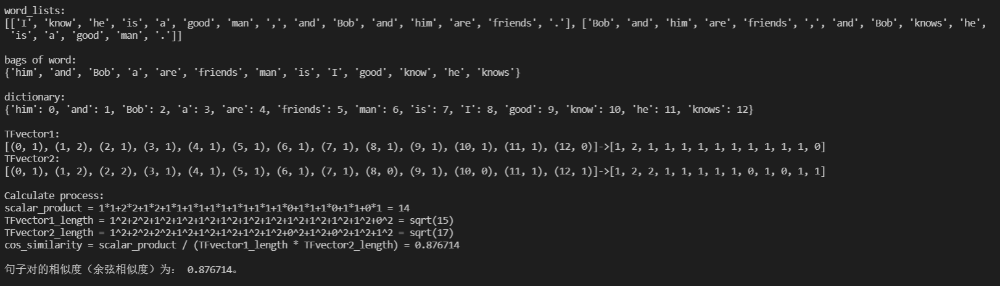 word_lists:
[['I', 'know', 'he', 'is', 'a', 'good', 'man', ',', 'and', 'Bob', 'and', 'him', 'are', 'friends', '.'], ['Bob', 'and', 'him', 'are', 'friends', ',', 'and', 'Bob', 'knows', 'he',
'is', 'a', 'good', 'man', '.']]
bags of word:
{'him', 'and', 'Bob', 'a', 'are', 'friends', 'man', 'is', 'I', 'good', 'know', 'he', 'knows'}
dictionary:
{'him': 0, 'and': 1, 'Bob': 2, 'a': 3, 'are': 4, 'friends': 5, 'man': 6, 'is': 7, 'I': 8, 'good': 9, 'know': 10, 'he': 11, 'knows': 12}
TFvector1:
[(0, 1), (1, 2), (2, 1), (3, 1), (4, 1), (5, 1), (6, 1), (7, 1), (8, 1), (9, 1), (10, 1), (11, 1), (12, 0)]->[1, 2, 1, 1, 1, 1, 1, 1, 1, 1, 1, 1, 0]
TFvector2:
[(0, 1), (1, 2), (2, 2), (3, 1), (4, 1), (5, 1), (6, 1), (7, 1), (8, 0), (9, 1), (10, 0), (11, 1), (12, 1)]->[1, 2, 2, 1, 1, 1, 1, 1, 0, 1, 0, 1, 1]
Calculate process:
scalar_product = 1*1+2*2+1*2+1*1+1*1+1*1+1*1+1*1+1*0+1*1+1*0+1*1+0*1 = 14
TFvector1_length = 1^2+2^2+1^2+1^2+1^2+1^2+1^2+1^2+1^2+1^2+1^2+1^2+0^2 = sqrt(15)
TFvector2_length = 1^2+2^2+2^2+1^2+1^2+1^2+1^2+1^2+0^2+1^2+0^2+1^2+1^2 = sqrt(17)
cos_similarity = scalar_product / (TFvector1_length * TFvector2_length) = 0.876714
句子对的相似度（余弦相似度）为： 0.876714。